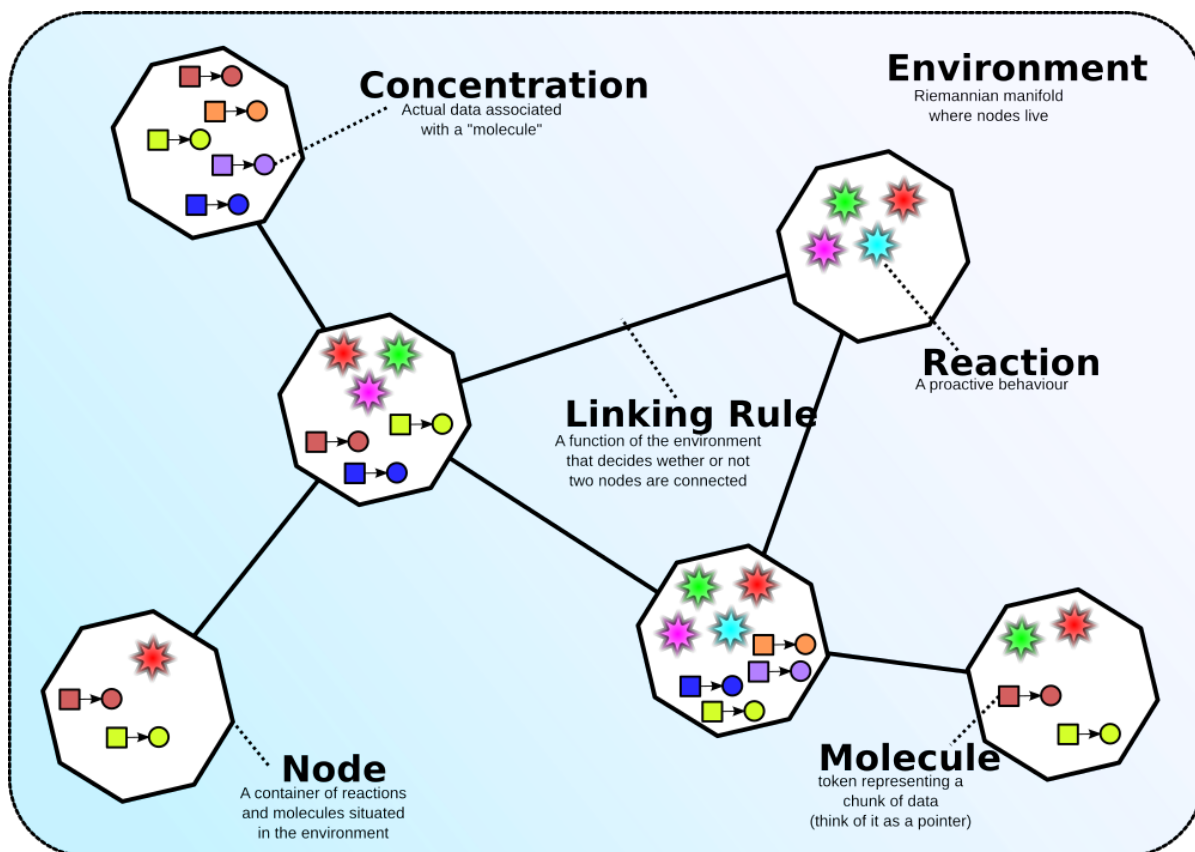 Concentration
Actual data associated
with a "molecule"
Environment
Riemannian manifold
where nodes live
Reaction
A proactive behaviour
Linking Rule
A function of the environment
that decides wether or not
two nodes are connected
Node
A container of reactions
and molecules situated
in the environment
Molecule
token representing a
chunk of data
(think of it as a pointer)